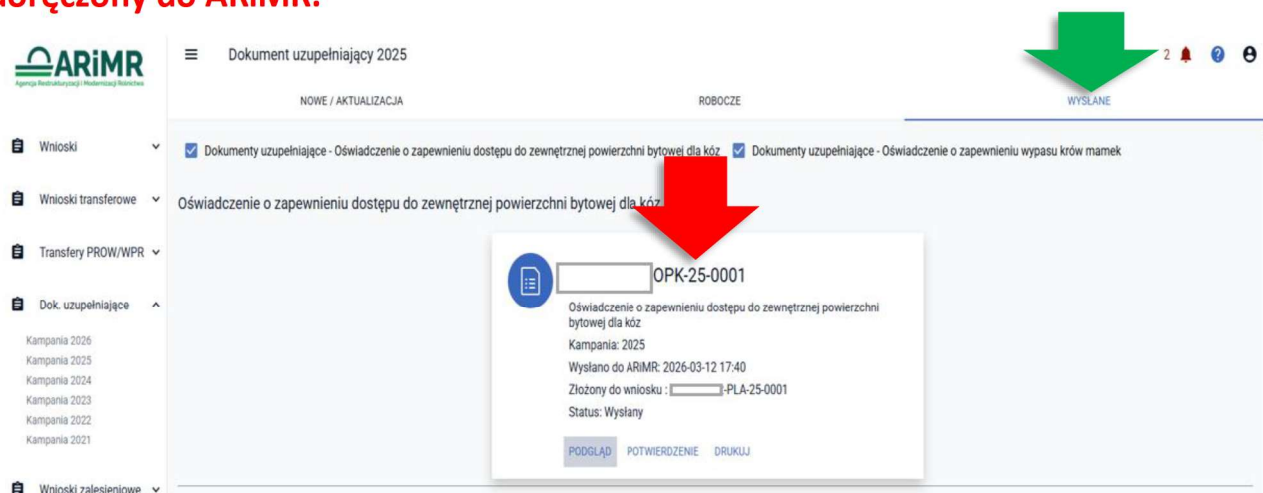 doręczony do ARiMR.
ARiMR
Agencja Restrukturyzacji i Modernizacji Rolnictwa
Dokument uzupełniający 2025
2
NOWE / AKTUALIZACJA
ROBOCZE
WYSŁANE
Wnioski
Wnioski transferowe
Transfery PROW/WPR
Dok. uzupełniające
Kampania 2026
Kampania 2025
Kampania 2024
Kampania 2023
Kampania 2022
Kampania 2021
Wnioski zalesieniowe
Dokumenty uzupełniające - Oświadczenie o zapewnieniu dostępu do zewnętrznej powierzchni bytowej dla kóz
Dokumenty uzupełniające - Oświadczenie o zapewnieniu wypasu krów mamek
Oświadczenie o zapewnieniu dostępu do zewnętrznej powierzchni bytowej dla kóz
OPK-25-0001
Oświadczenie o zapewnieniu dostępu do zewnętrznej powierzchni
bytowej dla kóz
Kampania: 2025
Wysłano do ARiMR: 2026-03-12 17:40
Złożony do wniosku : -PLA-25-0001
Status: Wysłany
PODGLĄD POTWIERDZENIE DRUKUJ